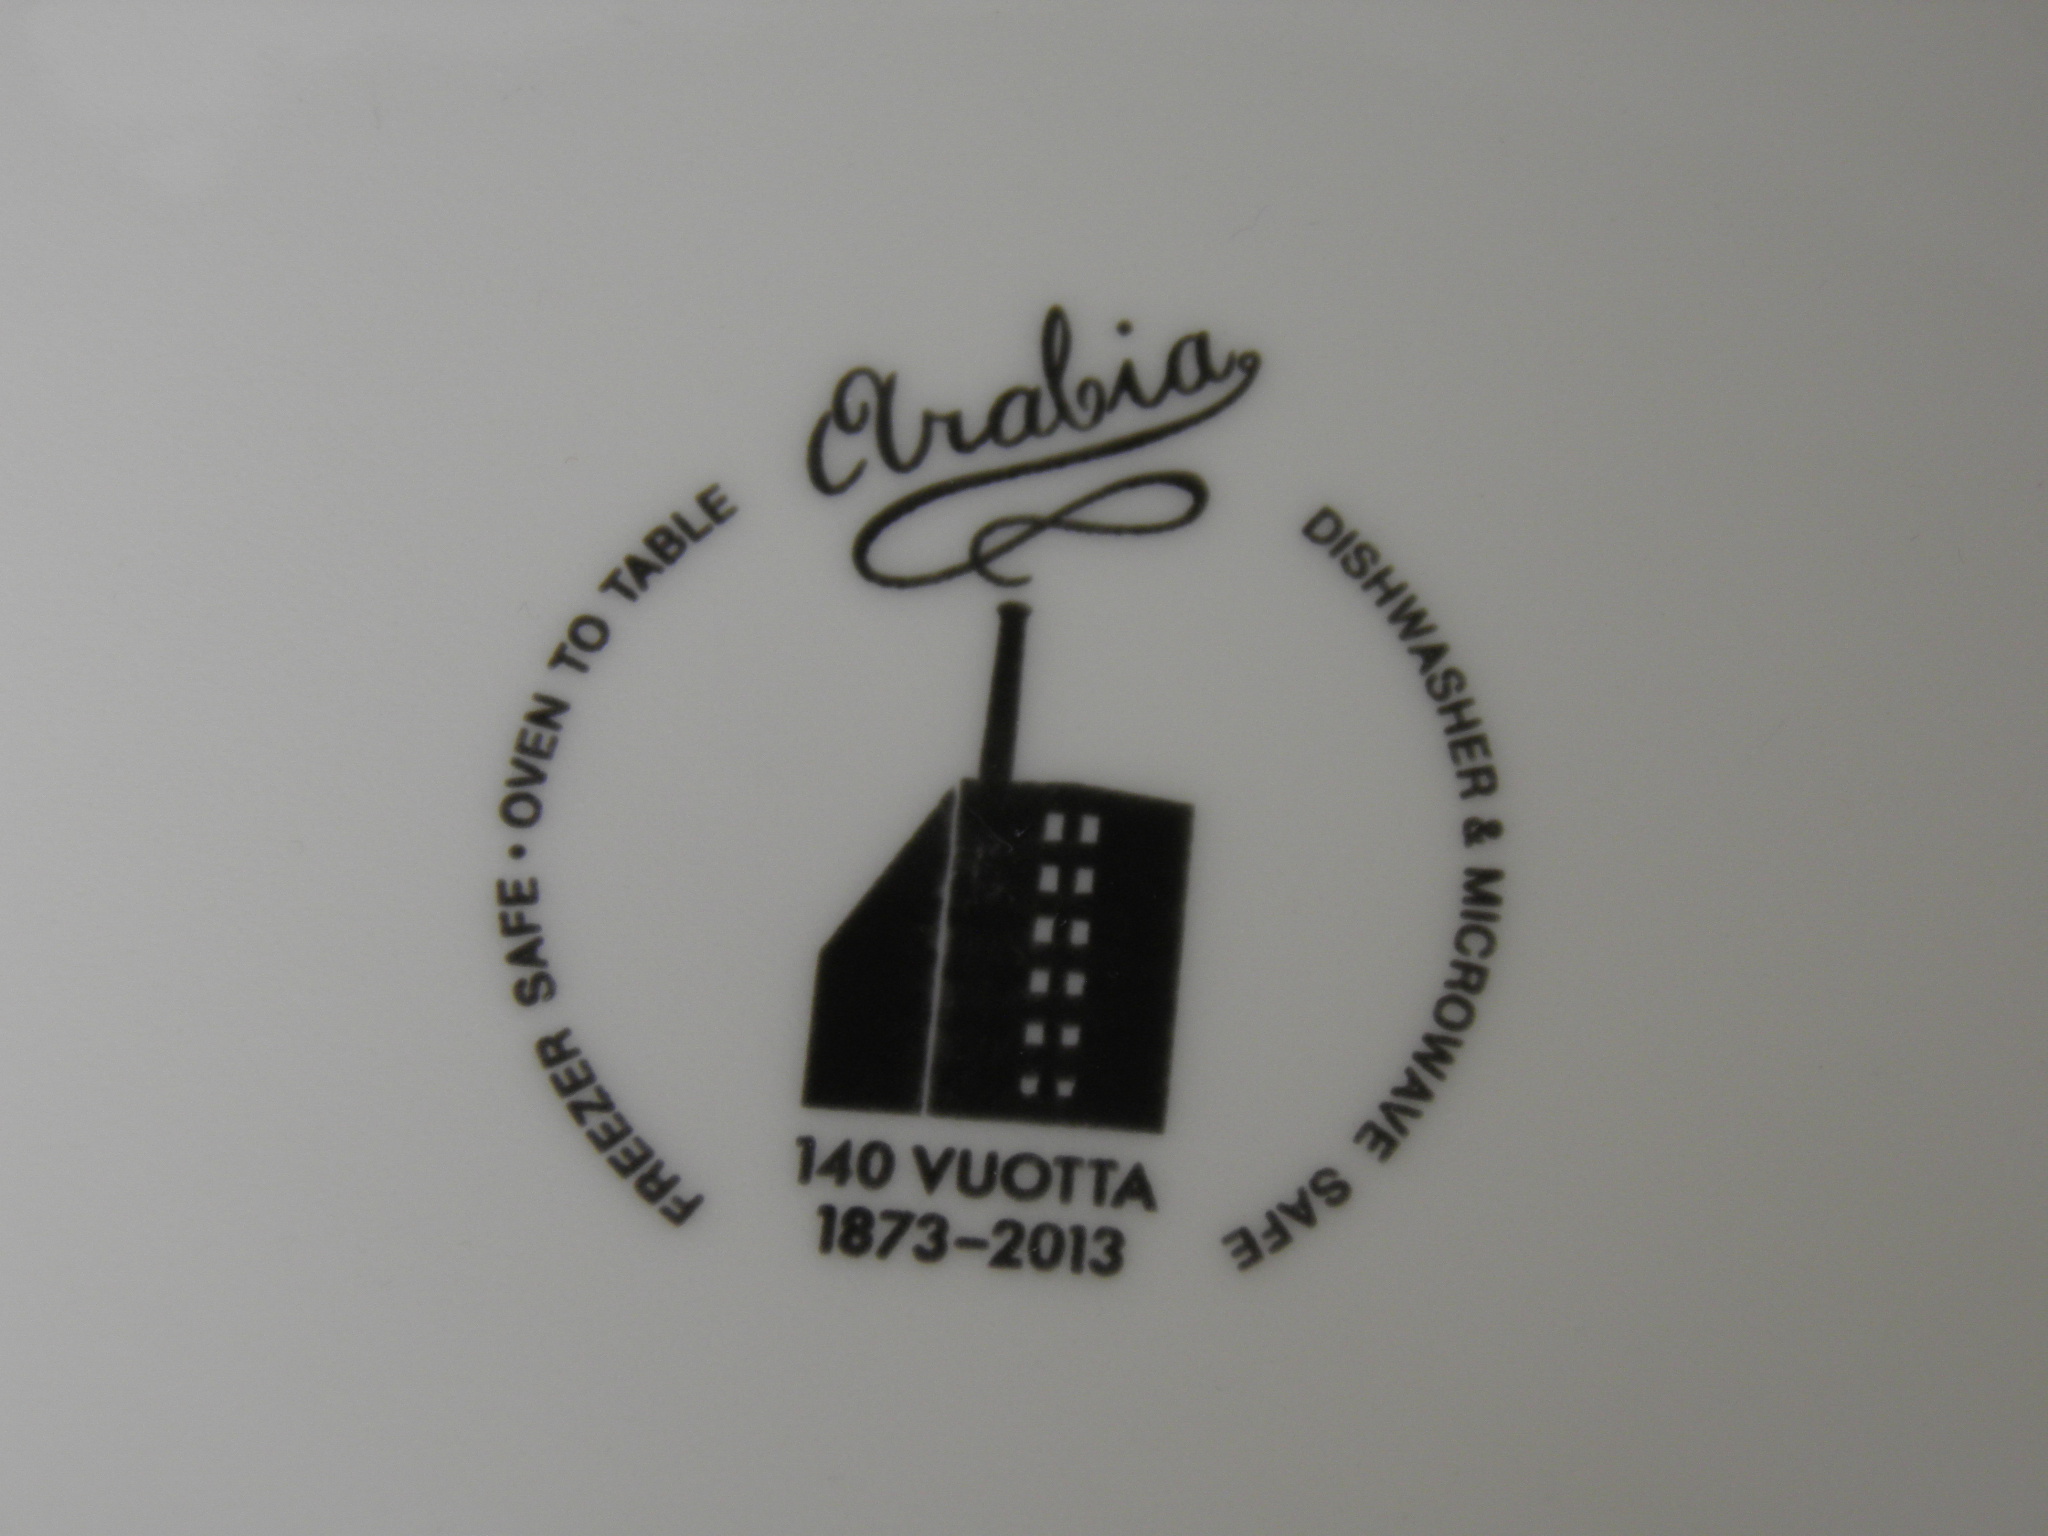 Arabia
FREEZER SAFE · OVEN TO TABLE
DISHWASHER & MICROWAVE SAFE
140 VUOTTA
1873–2013